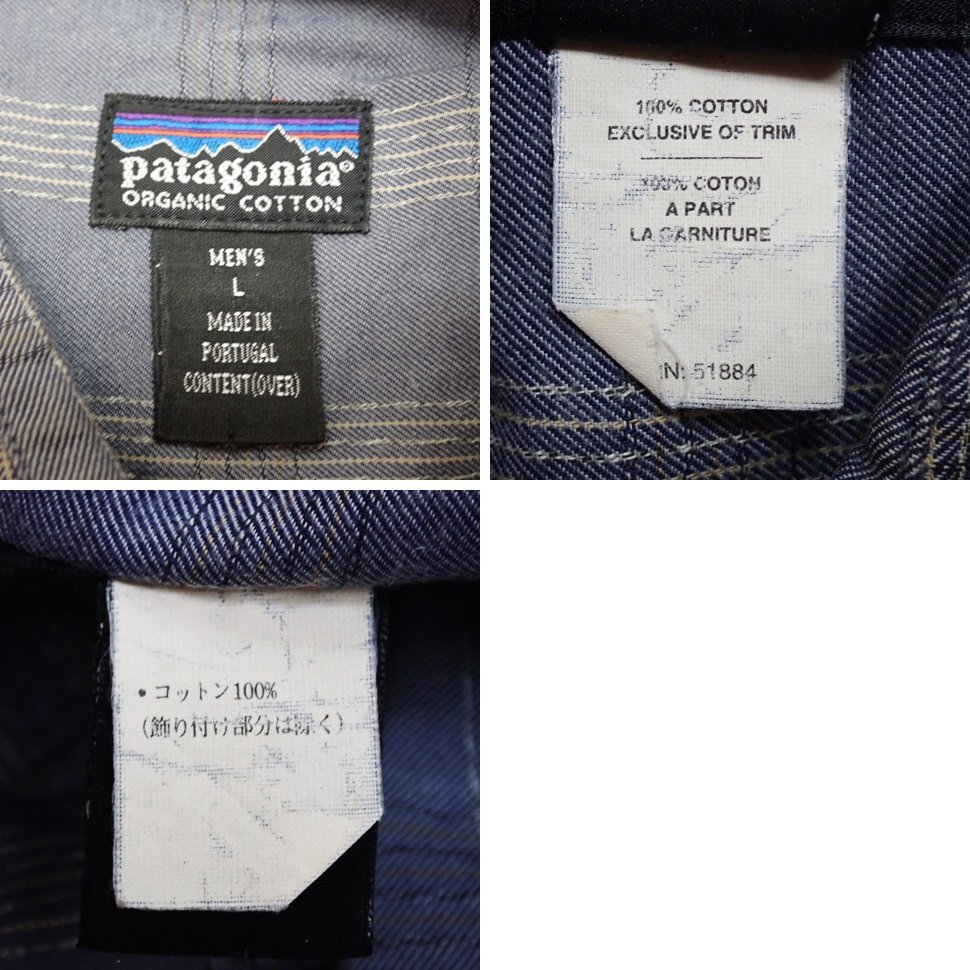 patagonia®
ORGANIC COTTON
MEN'S
L
MADE IN
PORTUGAL
CONTENT(OVER)
100% COTTON
EXCLUSIVE OF TRIM
100% COTON
A PART
LA GARNITURE
N: 51884
• コットン100%
(飾り付け部分は除く)